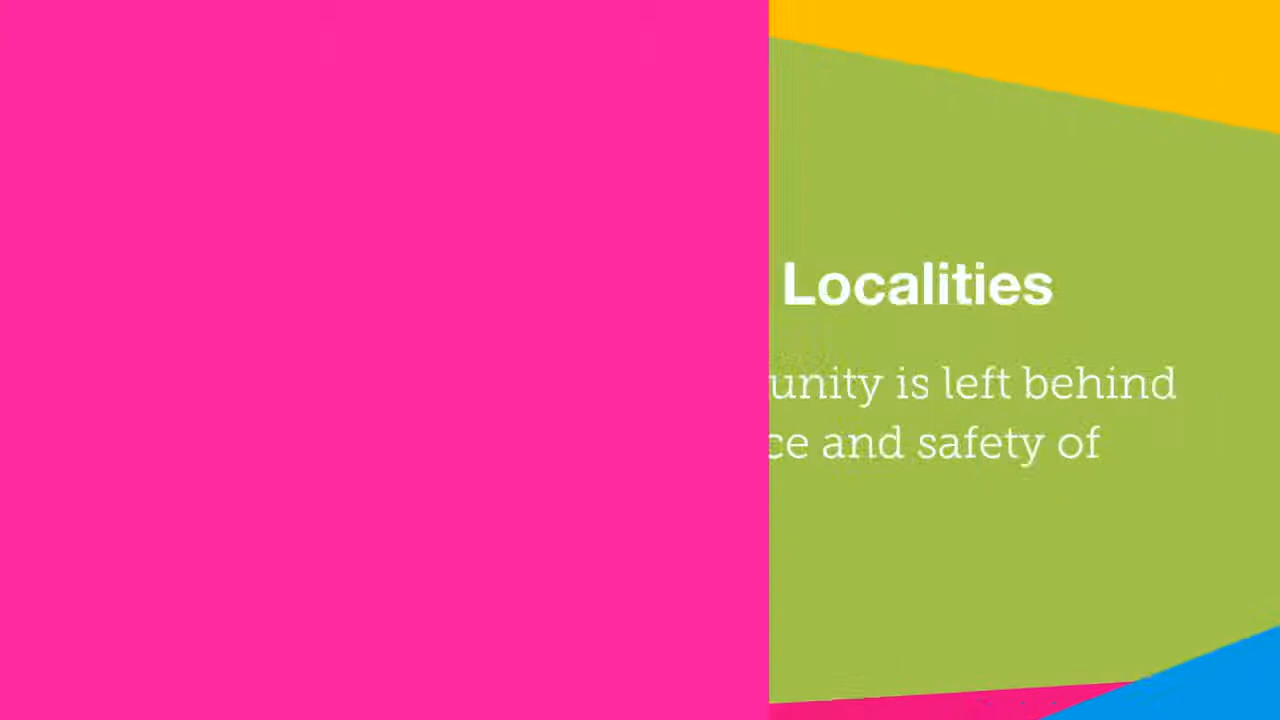 Localities
unity is left behind
ce and safety of